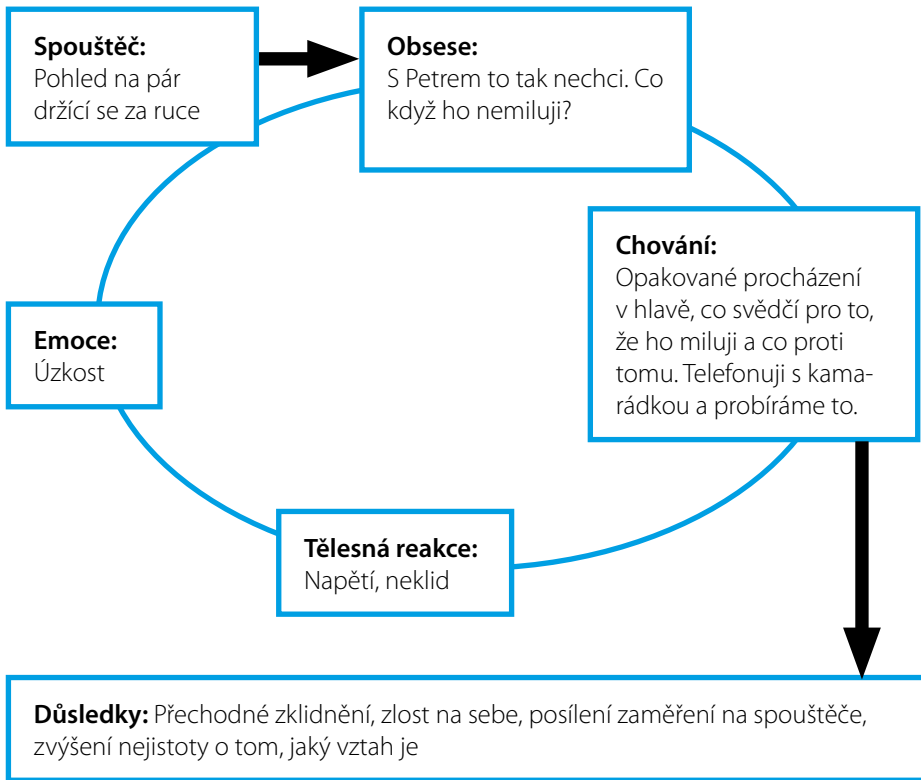 Spouštěč:
Pohled na pár
držící se za ruce
Obsese:
S Petrem to tak nechci. Co
když ho nemiluji?
Chování:
Opakované procházení
v hlavě, co svědčí pro to,
že ho miluji a co proti
tomu. Telefonuji s kama-
rádkou a probíráme to.
Emoce:
Úzkost
Tělesná reakce:
Napětí, neklid
Důsledky: Přechodné zklidnění, zlost na sebe, posílení zaměření na spouštěče,
zvýšení nejistoty o tom, jaký vztah je